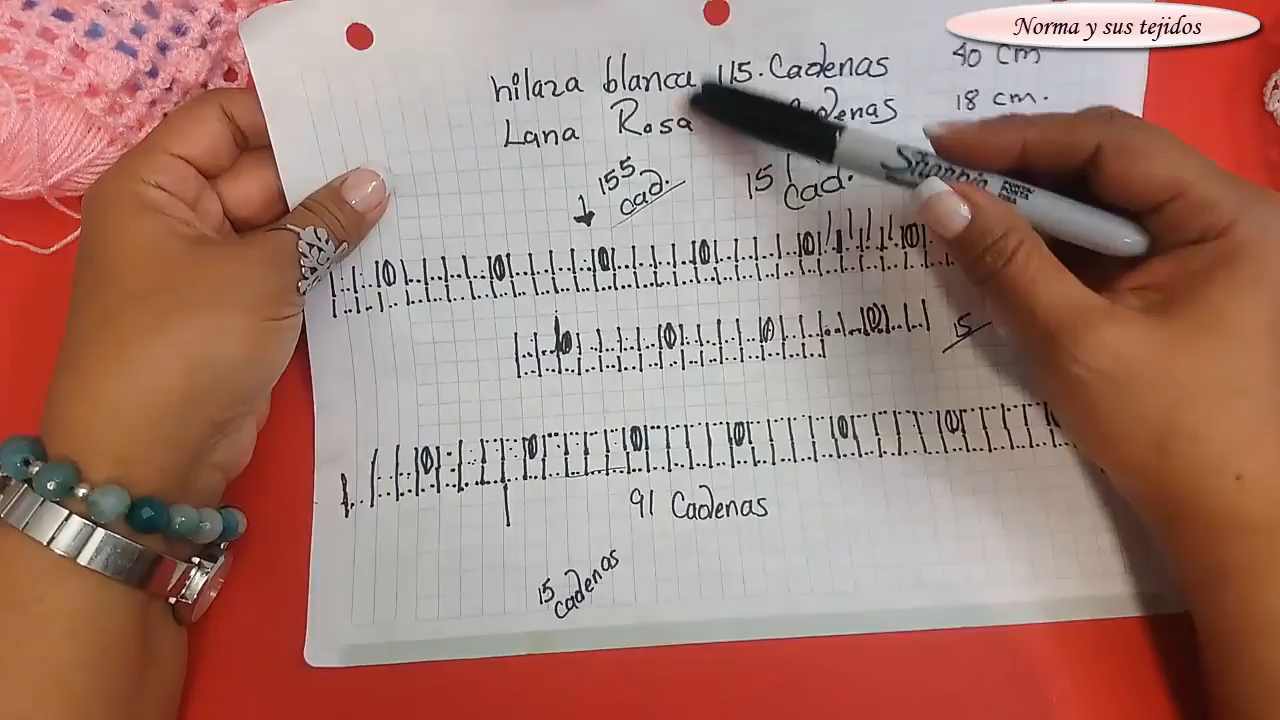 Norma y sus tejidos
hilaza blanca 115. Cadenas 40 cm
Lana Rosa Cadenas 18 cm.
155 cad.
15 Cad.
15
91 Cadenas
15 cadenas